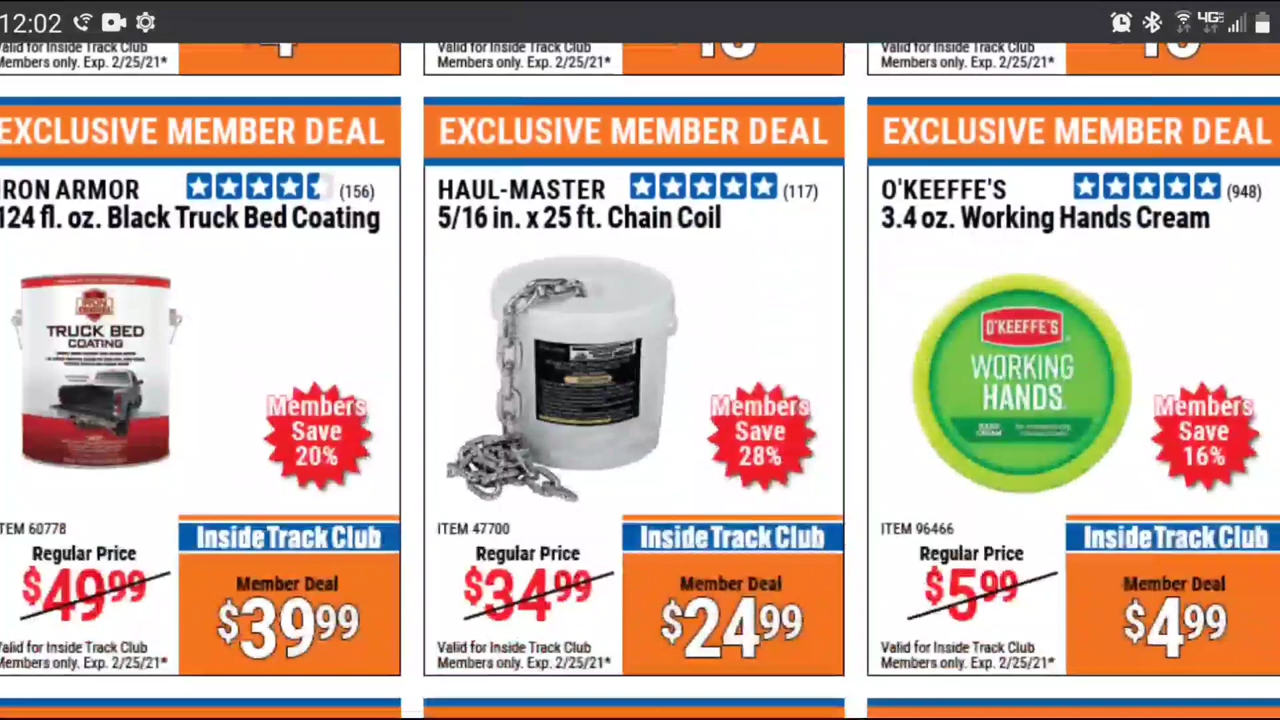 12:02
4GE
Valid for Inside Track Club
Members only. Exp. 2/25/21*
Valid for Inside Track Club
Members only. Exp. 2/25/21*
Valid for Inside Track Club
Members only. Exp. 2/25/21*
EXCLUSIVE MEMBER DEAL
IRON ARMOR
(156)
124 fl. oz. Black Truck Bed Coating
TRUCK BED
COATING
Members
Save
20%
ITEM 60778
Regular Price
$49.99
Inside Track Club
Member Deal
$39.99
Valid for Inside Track Club
Members only. Exp. 2/25/21*
EXCLUSIVE MEMBER DEAL
HAUL-MASTER
(117)
5/16 in. x 25 ft. Chain Coil
Members
Save
28%
ITEM 47700
Regular Price
$34.99
Inside Track Club
Member Deal
$24.99
Valid for Inside Track Club
Members only. Exp. 2/25/21*
EXCLUSIVE MEMBER DEAL
O'KEEFFE'S
(948)
3.4 oz. Working Hands Cream
O'KEEFFE'S
WORKING
HANDS
Members
Save
16%
ITEM 96466
Regular Price
$5.99
Inside Track Club
Member Deal
$4.99
Valid for Inside Track Club
Members only. Exp. 2/25/21*